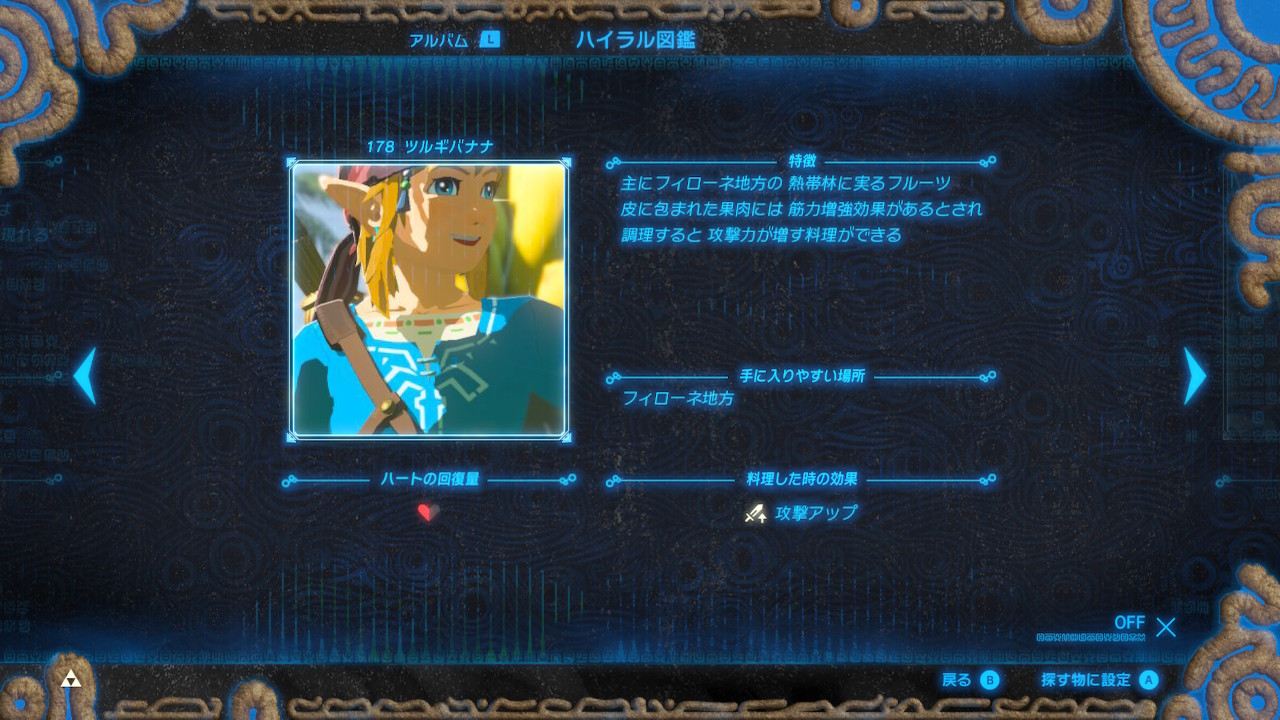 アルバム L
ハイラル図鑑
178 ツルギバナナ
特徴
主にフィローネ地方の 熱帯林に実るフルーツ
皮に包まれた果肉には 筋力増強効果があるとされ
調理すると 攻撃力が増す料理ができる
手に入りやすい場所
フィローネ地方
ハートの回復量
料理した時の効果
攻撃アップ
OFF
戻る B
探す物に設定 A